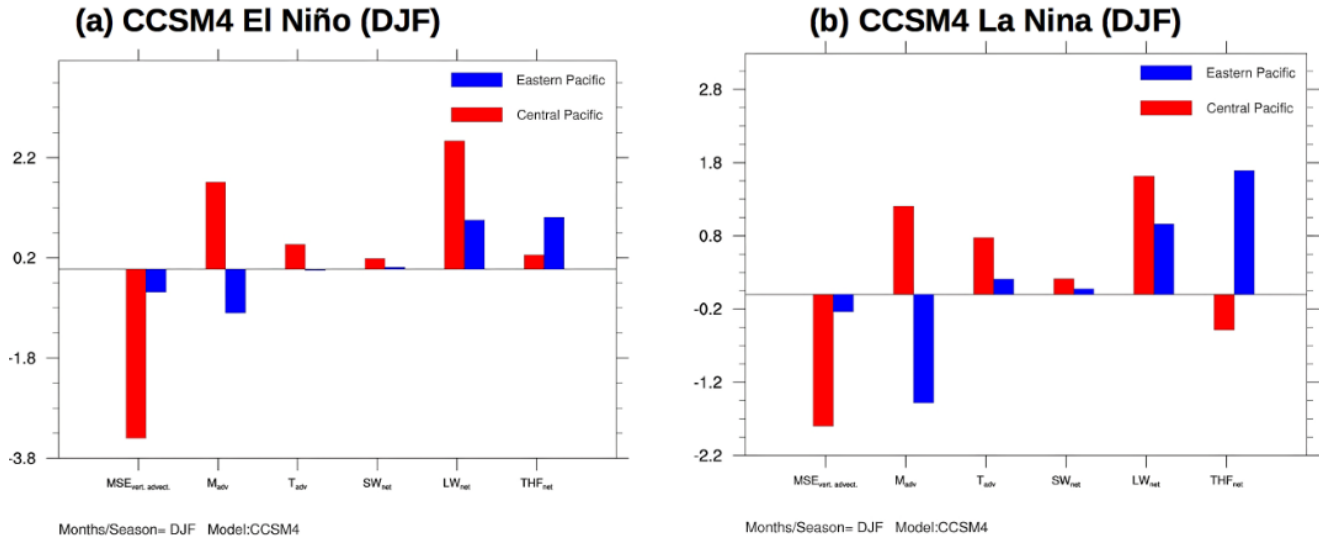 (a) CCSM4 El Niño (DJF)
Eastern Pacific
Central Pacific
2.2
0.2
-1.8
-3.8
MSEvert. advect. Madv Tadv SWnet LWnet THFnet
Months/Season= DJF Model:CCSM4
(b) CCSM4 La Nina (DJF)
Eastern Pacific
Central Pacific
2.8
1.8
0.8
-0.2
-1.2
-2.2
MSEvert. advect. Madv Tadv SWnet LWnet THFnet
Months/Season= DJF Model:CCSM4